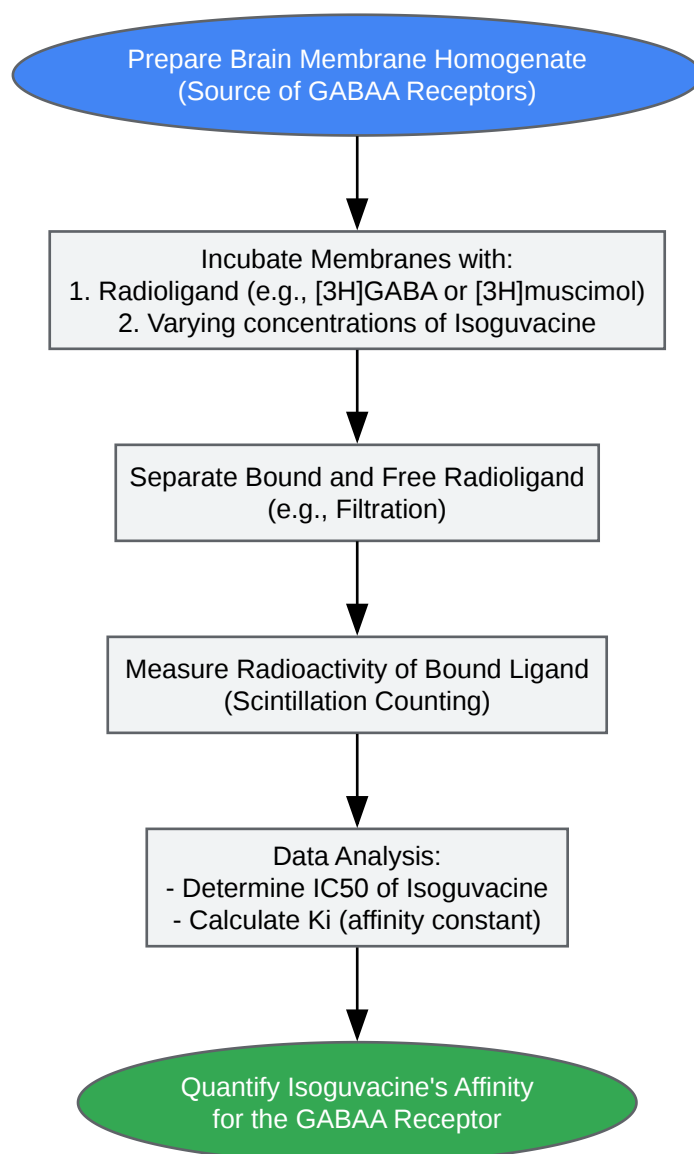 Prepare Brain Membrane Homogenate
(Source of GABAA Receptors)
Incubate Membranes with:
1. Radioligand (e.g., [3H]GABA or [3H]muscimol)
2. Varying concentrations of Isoguvacine
Separate Bound and Free Radioligand
(e.g., Filtration)
Measure Radioactivity of Bound Ligand
(Scintillation Counting)
Data Analysis:
- Determine IC50 of Isoguvacine
- Calculate Ki (affinity constant)
Quantify Isoguvacine's Affinity
for the GABAA Receptor